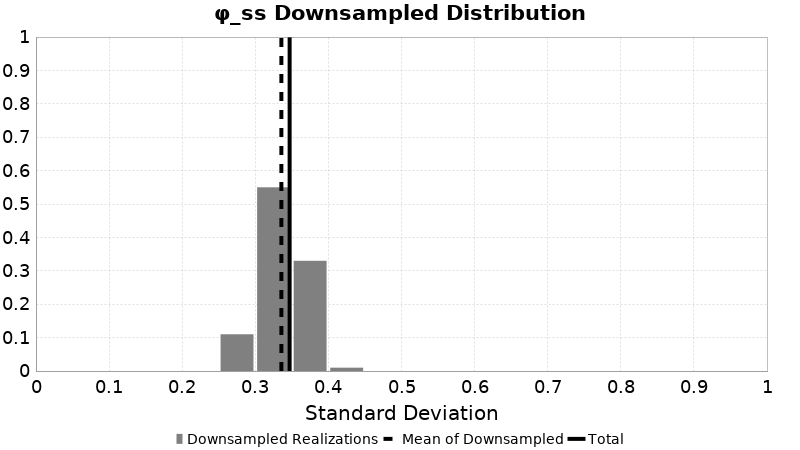 φ_ss Downsampled Distribution
1
0.9
0.8
0.7
0.6
0.5
0.4
0.3
0.2
0.1
0
0 0.1 0.2 0.3 0.4 0.5 0.6 0.7 0.8 0.9 1
Standard Deviation
Downsampled Realizations Mean of Downsampled Total